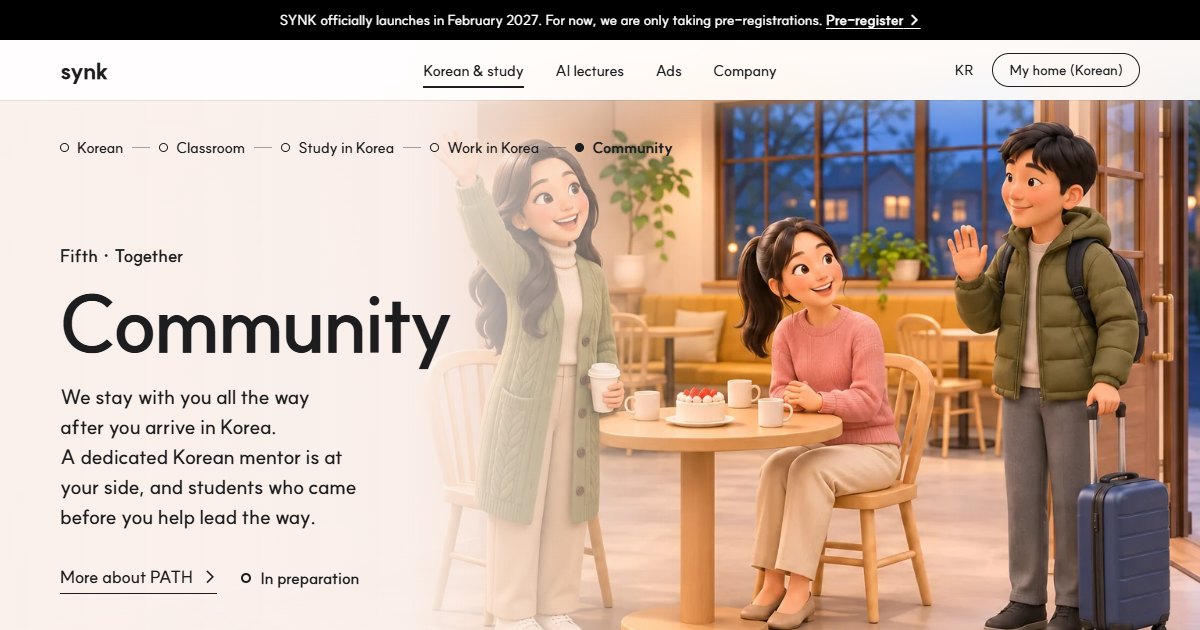 SYNK officially launches in February 2027. For now, we are only taking pre-registrations. Pre-register
synk
Korean & study
AI lectures
Ads
Company
KR
My home (Korean)
Korean
Classroom
Study in Korea
Work in Korea
Community
Fifth · Together
Community
We stay with you all the way
after you arrive in Korea.
A dedicated Korean mentor is at
your side, and students who came
before you help lead the way.
More about PATH
In preparation